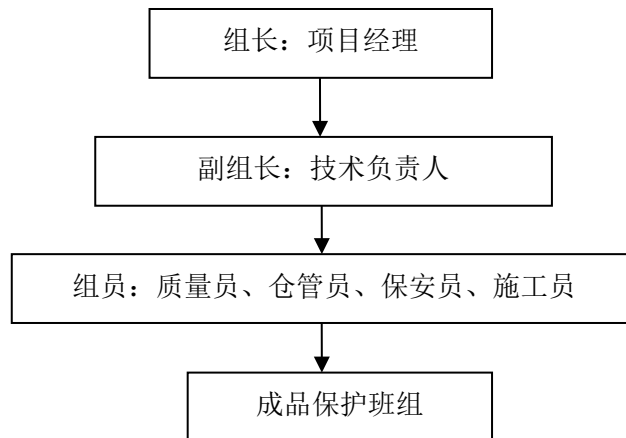 组长：项目经理
副组长：技术负责人
组员：质量员、仓管员、保安员、施工员
成品保护班组